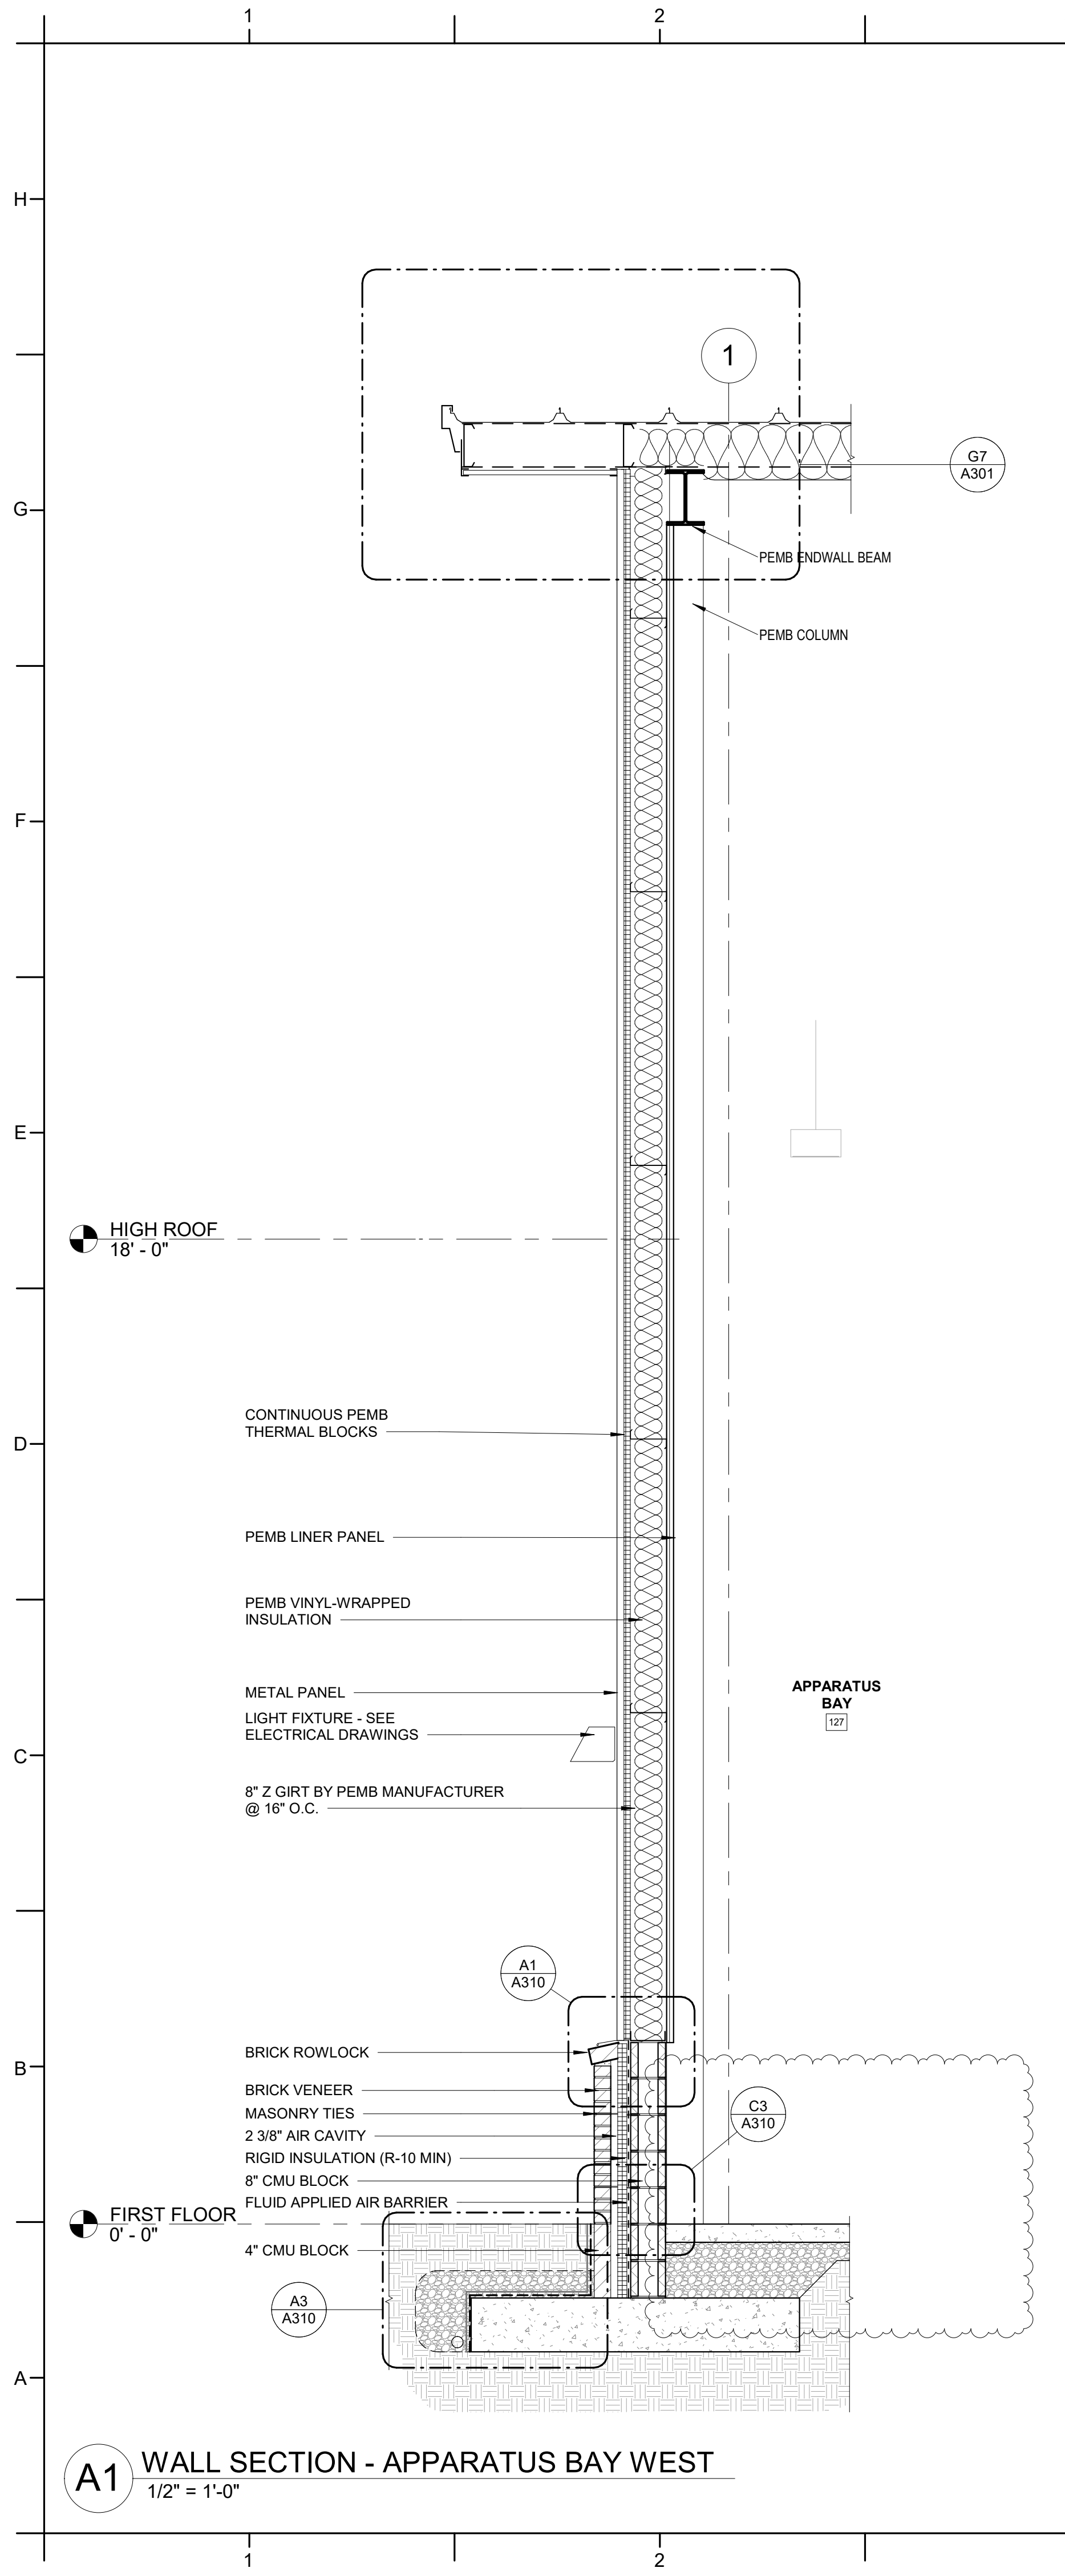 1
2
H
1
G7
A301
G
PEMB ENDWALL BEAM
PEMB COLUMN
F
E
HIGH ROOF
18' - 0"
CONTINUOUS PEMB
THERMAL BLOCKS
D
PEMB LINER PANEL
PEMB VINYL-WRAPPED
INSULATION
METAL PANEL
APPARATUS
BAY
127
LIGHT FIXTURE - SEE
ELECTRICAL DRAWINGS
C
8" Z GIRT BY PEMB MANUFACTURER
@ 16" O.C.
A1
A310
BRICK ROWLOCK
B
BRICK VENEER
MASONRY TIES
C3
A310
2 3/8" AIR CAVITY
RIGID INSULATION (R-10 MIN)
8" CMU BLOCK
FLUID APPLIED AIR BARRIER
FIRST FLOOR
0' - 0"
4" CMU BLOCK
A3
A310
A
A1
WALL SECTION - APPARATUS BAY WEST
1/2" = 1'-0"
1
2